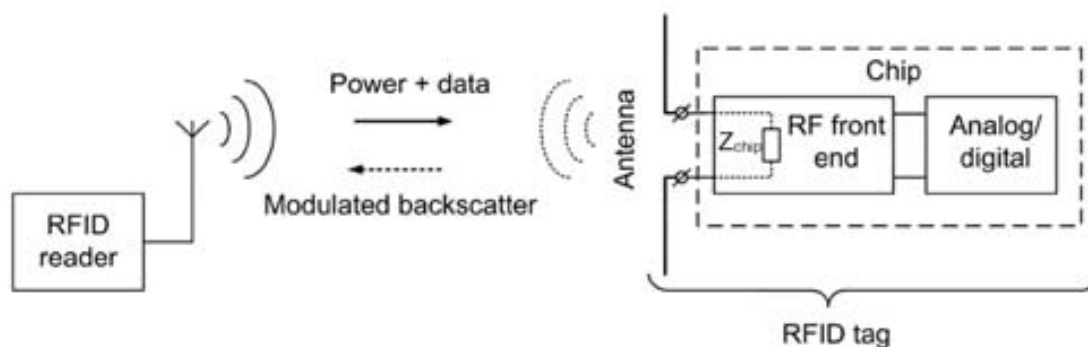 Power + data
Modulated backscatter
RFID
reader
Antenna
Chip
Zchip
RF front
end
Analog/
digital
RFID tag